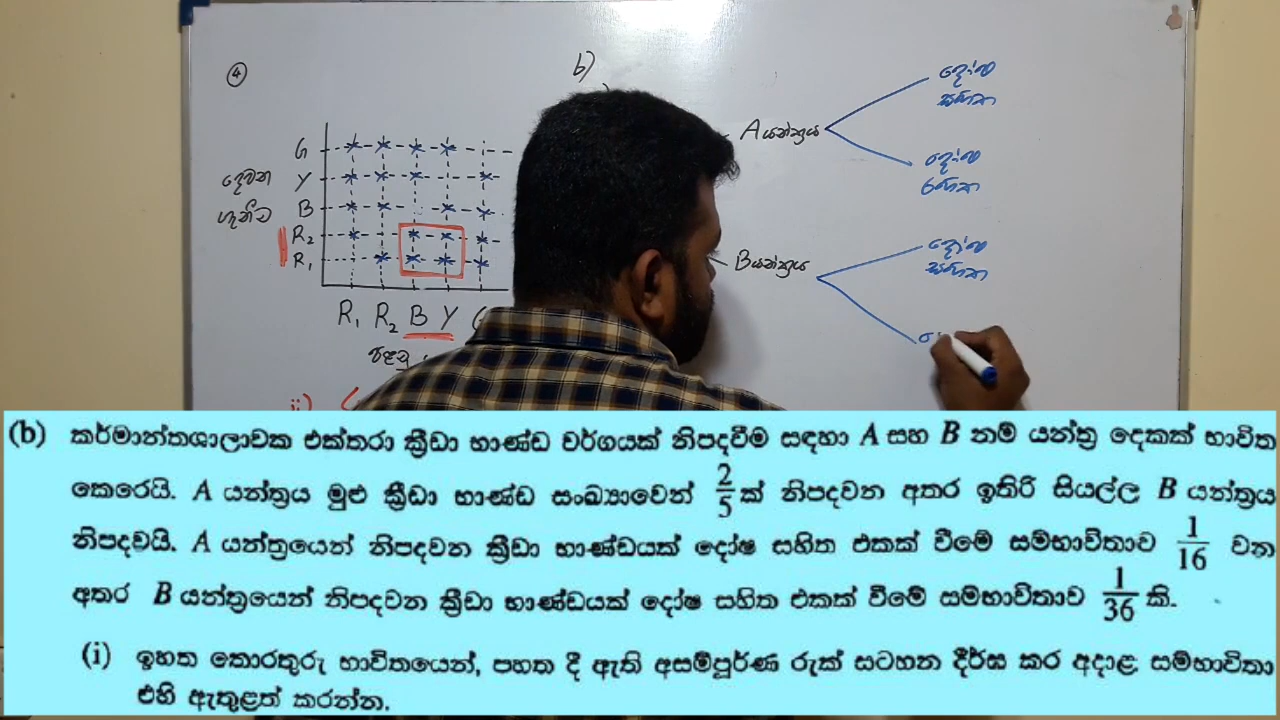 ④
b)
G
Y
B
R₂
R₁
දෙවන
ගැනීම
R₁ R₂ B Y G
පළමු
ii)
A යන්ත්‍රය
දෝෂ
සහිත
දෝෂ
රහිත
B යන්ත්‍රය
දෝෂ
සහිත
(b) කර්මාන්තශාලාවක එක්තරා ක්‍රීඩා භාණ්ඩ වර්ගයක් නිපදවීම සඳහා A සහ B නම් යන්ත්‍ර දෙකක් භාවිත
කෙරෙයි. A යන්ත්‍රය මුළු ක්‍රීඩා භාණ්ඩ සංඛ්‍යාවෙන් 2/5 ක් නිපදවන අතර ඉතිරි සියල්ල B යන්ත්‍රය
නිපදවයි. A යන්ත්‍රයෙන් නිපදවන ක්‍රීඩා භාණ්ඩයක් දෝෂ සහිත එකක් වීමේ සම්භාවිතාව 1/16 වන
අතර B යන්ත්‍රයෙන් නිපදවන ක්‍රීඩා භාණ්ඩයක් දෝෂ සහිත එකක් වීමේ සම්භාවිතාව 1/36 කි.
(i) ඉහත තොරතුරු භාවිතයෙන්, පහත දී ඇති අසම්පූර්ණ රුක් සටහන දීර්ඝ කර අදාළ සම්භාවිතා
එහි ඇතුළත් කරන්න.